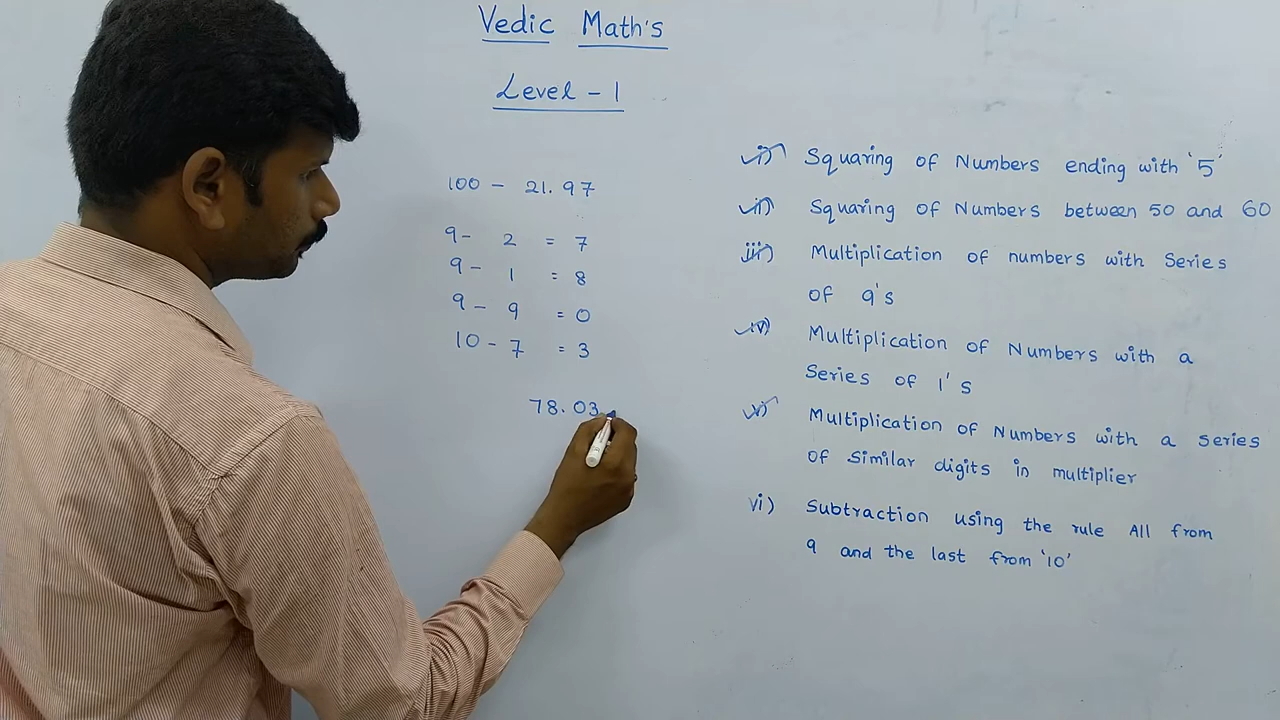 Vedic Math's
Level - 1
100 - 21.97
9 - 2 = 7
9 - 1 = 8
9 - 9 = 0
10 - 7 = 3
78.03
i) Squaring of Numbers ending with '5'
ii) Squaring of Numbers between 50 and 60
iii) Multiplication of numbers with Series
of 9's
iv) Multiplication of Numbers with a
Series of 1's
v) Multiplication of Numbers with a series
of similar digits in multiplier
vi) Subtraction using the rule All from
9 and the last from '10'